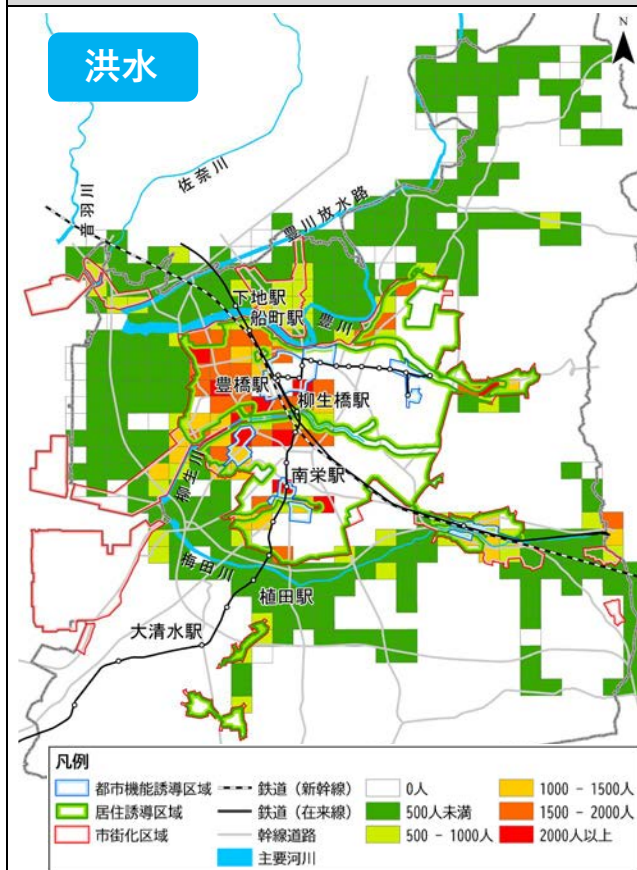 洪水
N
佐奈川
音羽川
豊川放水路
下地駅
船町駅
豊川
豊橋駅
柳生橋駅
柳生川
南栄駅
梅田川
植田駅
大清水駅
凡例
都市機能誘導区域
居住誘導区域
市街化区域
鉄道（新幹線）
鉄道（在来線）
幹線道路
主要河川
0人
500人未満
500 - 1000人
1000 - 1500人
1500 - 2000人
2000人以上